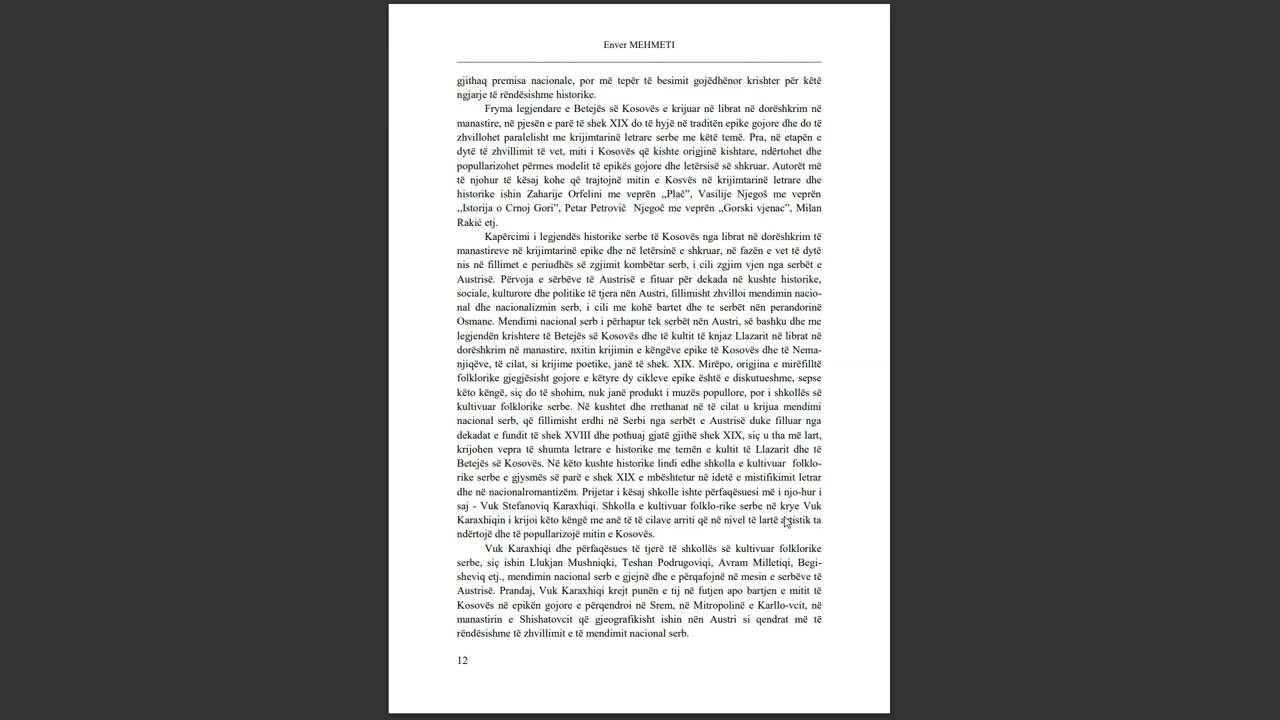 Enver MEHMETI
gjithaq premisa nacionale, por më tepër të besimit gojëdhënor krishter për këtë
ngjarje të rëndësishme historike.
Fryma legjendare e Betejës së Kosovës e krijuar në librat në dorëshkrim në
manastire, në pjesën e parë të shek XIX do të hyjë në traditën epike gojore dhe do të
zhvillohet paralelisht me krijimtarinë letrare serbe me këtë temë. Pra, në etapën e
dytë të zhvillimit të vet, miti i Kosovës që kishte origjinë kishtare, ndërtohet dhe
popullarizohet përmes modelit të epikës gojore dhe letërsisë së shkruar. Autorët më
të njohur të kësaj kohe që trajtojnë mitin e Kosvës në krijimtarinë letrare dhe
historike ishin Zaharije Orfelini me veprën ,,Plač”, Vasilije Njegoš me veprën
,,Istorija o Crnoj Gori”, Petar Petrovič Njegoč me veprën ,,Gorski vjenac”, Milan
Rakić etj.
Kapërcimi i legjendës historike serbe të Kosovës nga librat në dorëshkrim të
manastireve në krijimtarinë epike dhe në letërsinë e shkruar, në fazën e vet të dytë
nis në fillimet e periudhës së zgjimit kombëtar serb, i cili zgjim vjen nga serbët e
Austrisë. Përvoja e sërbëve të Austrisë e fituar për dekada në kushte historike,
sociale, kulturore dhe politike të tjera nën Austri, fillimisht zhvilloi mendimin nacio-
nal dhe nacionalizmin serb, i cili me kohë bartet dhe te serbët nën perandorinë
Osmane. Mendimi nacional serb i përhapur tek serbët nën Austri, së bashku dhe me
legjendën krishtere të Betejës së Kosovës dhe të kultit të knjaz Llazarit në librat në
dorëshkrim në manastire, nxitin krijimin e këngëve epike të Kosovës dhe të Nema-
njiqëve, të cilat, si krijime poetike, janë të shek. XIX. Mirëpo, origjina e mirëfilltë
folklorike gjegjësisht gojore e këtyre dy cikleve epike është e diskutueshme, sepse
këto këngë, siç do të shohim, nuk janë produkt i muzës popullore, por i shkollës së
kultivuar folklorike serbe. Në kushtet dhe rrethanat në të cilat u krijua mendimi
nacional serb, që fillimisht erdhi në Serbi nga serbët e Austrisë duke filluar nga
dekadat e fundit të shek XVIII dhe pothuaj gjatë gjithë shek XIX, siç u tha më lart,
krijohen vepra të shumta letrare e historike me temën e kultit të Llazarit dhe të
Betejës së Kosovës. Në këto kushte historike lindi edhe shkolla e kultivuar folklo-
rike serbe e gjysmës së parë e shek XIX e mbështetur në idetë e mistifikimit letrar
dhe në nacionalromantizëm. Prijetar i kësaj shkolle ishte përfaqësuesi më i njo-hur i
saj - Vuk Stefanoviq Karaxhiqi. Shkolla e kultivuar folklo-rike serbe në krye Vuk
Karaxhiqin i krijoi këto këngë me anë të të cilave arriti që në nivel të lartë artistik ta
ndërtojë dhe të popullarizojë mitin e Kosovës.
Vuk Karaxhiqi dhe përfaqësues të tjerë të shkollës së kultivuar folklorike
serbe, siç ishin Llukjan Mushniqki, Teshan Podrugoviqi, Avram Milletiqi, Begi-
sheviq etj., mendimin nacional serb e gjejnë dhe e përqafojnë në mesin e serbëve të
Austrisë. Prandaj, Vuk Karaxhiqi krejt punën e tij në futjen apo bartjen e mitit të
Kosovës në epikën gojore e përqendroi në Srem, në Mitropolinë e Karllo-vcit, në
manastirin e Shishatovcit që gjeografikisht ishin nën Austri si qendrat më të
rëndësishme të zhvillimit e të mendimit nacional serb.
12